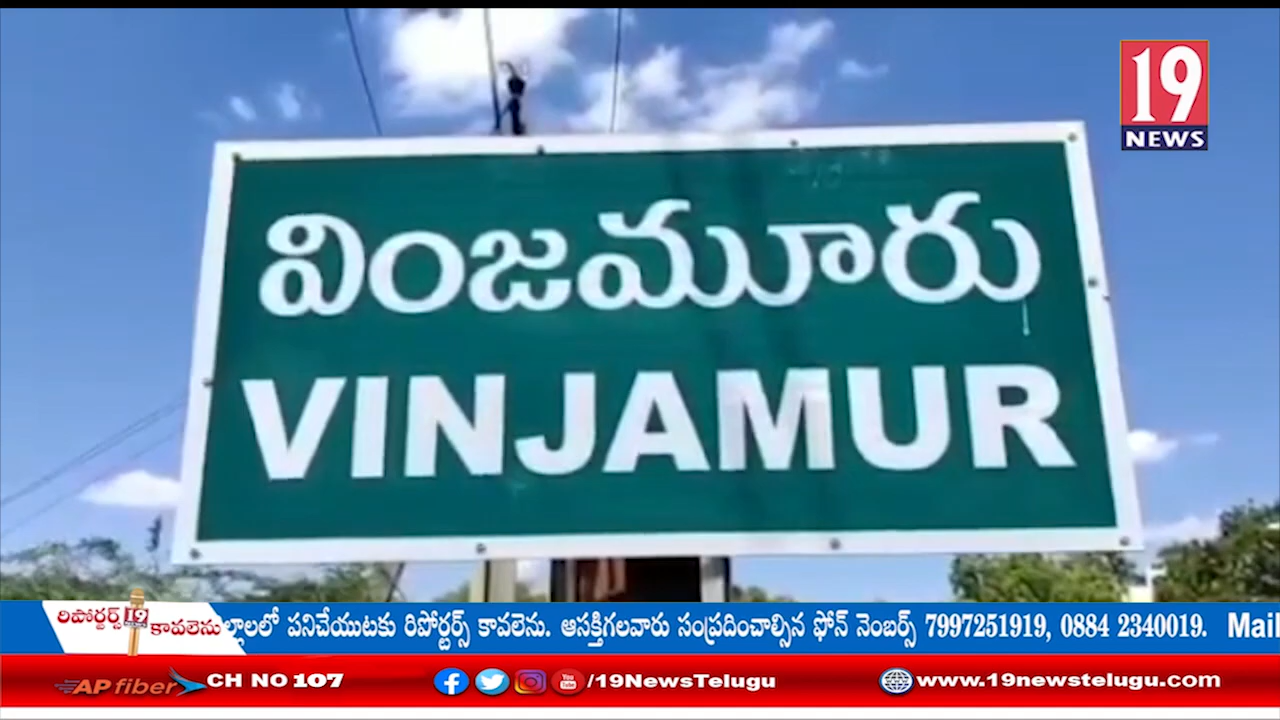 19
NEWS
వింజమూరు
VINJAMUR
రిపోర్టర్స్ 19 కావలెను
ల్లాలలో పనిచేయుటకు రిపోర్టర్స్ కావలెను. ఆసక్తిగలవారు సంప్రదించాల్సిన ఫోన్ నెంబర్స్ 7997251919, 0884 2340019. Mail
AP fiber CH NO 107 /19NewsTelugu www.19newstelugu.com